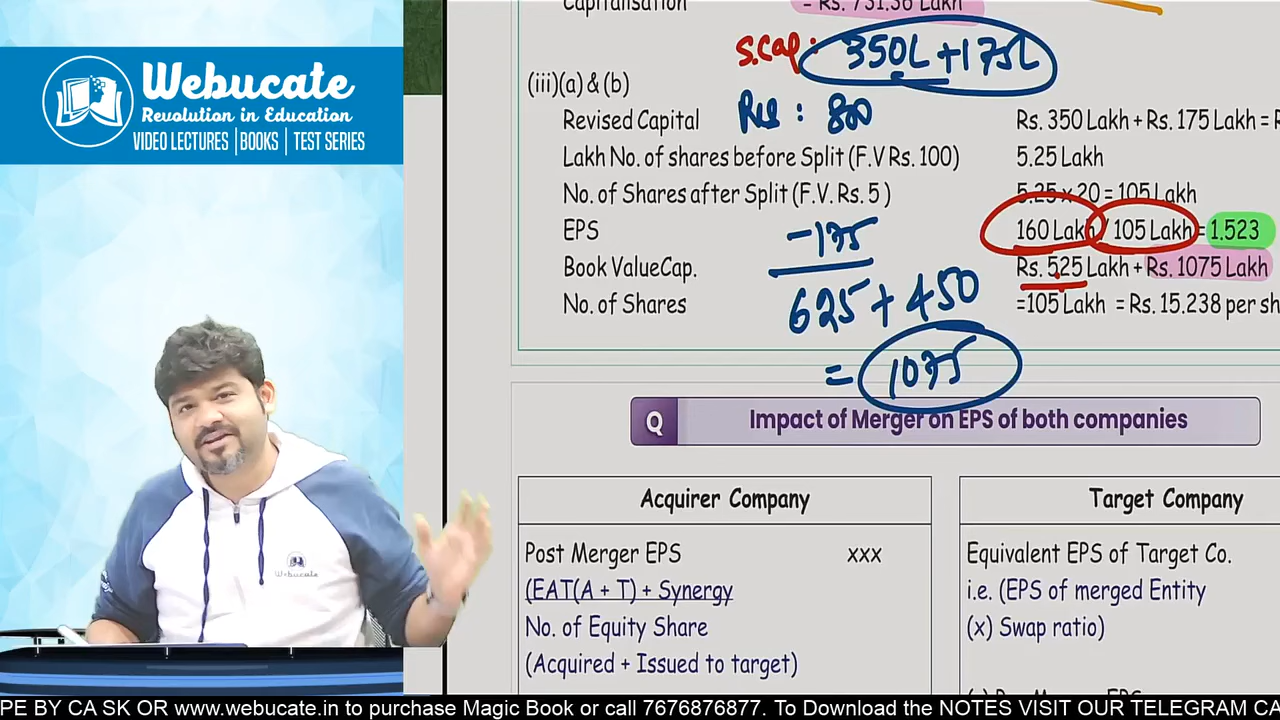 Webucate
Revolution in Education
VIDEO LECTURES | BOOKS | TEST SERIES
Capitalisation = Rs. 731.36 Lakh
S.Cap: 350L + 175L
(iii)(a) & (b)
Res : 800
Revised Capital Rs. 350 Lakh + Rs. 175 Lakh =
Lakh No. of shares before Split (F.V Rs. 100) 5.25 Lakh
No. of Shares after Split (F.V. Rs. 5 ) 5.25 x 20 = 105 Lakh
EPS 160 Lakh / 105 Lakh = 1.523
- 175
Book ValueCap. Rs. 525 Lakh + Rs. 1075 Lakh
625 + 450
No. of Shares =105 Lakh = Rs. 15.238 per
= 1075
Q Impact of Merger on EPS of both companies
Acquirer Company Target Company
Post Merger EPS xxx Equivalent EPS of Target Co.
(EAT(A + T) + Synergy i.e. (EPS of merged Entity
No. of Equity Share (x) Swap ratio)
(Acquired + Issued to target)
PE BY CA SK OR www.webucate.in to purchase Magic Book or call 7676876877. To Download the NOTES VISIT OUR TELEGRAM CA